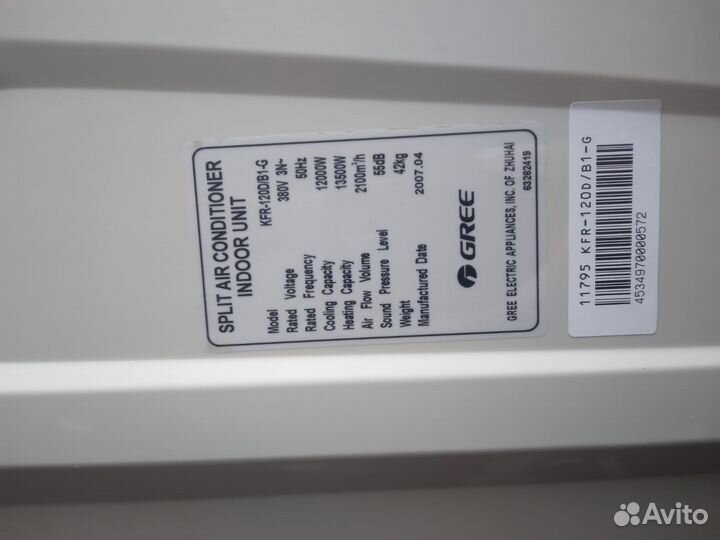 SPLIT AIR CONDITIONER
INDOOR UNIT
Model KFR-120D/B1-G
Rated Voltage 380V 3N~
Rated Frequency 50Hz
Cooling Capacity 12000W
Heating Capacity 13500W
Air Flow Volume 2100m³/h
Sound Pressure Level 55dB
Weight 42kg
Manufactured Date 2007.04
GREE
GREE ELECTRIC APPLIANCES, INC. OF ZHUHAI
63262419
11795 KFR-120D/B1-G
4534970000572
Avito